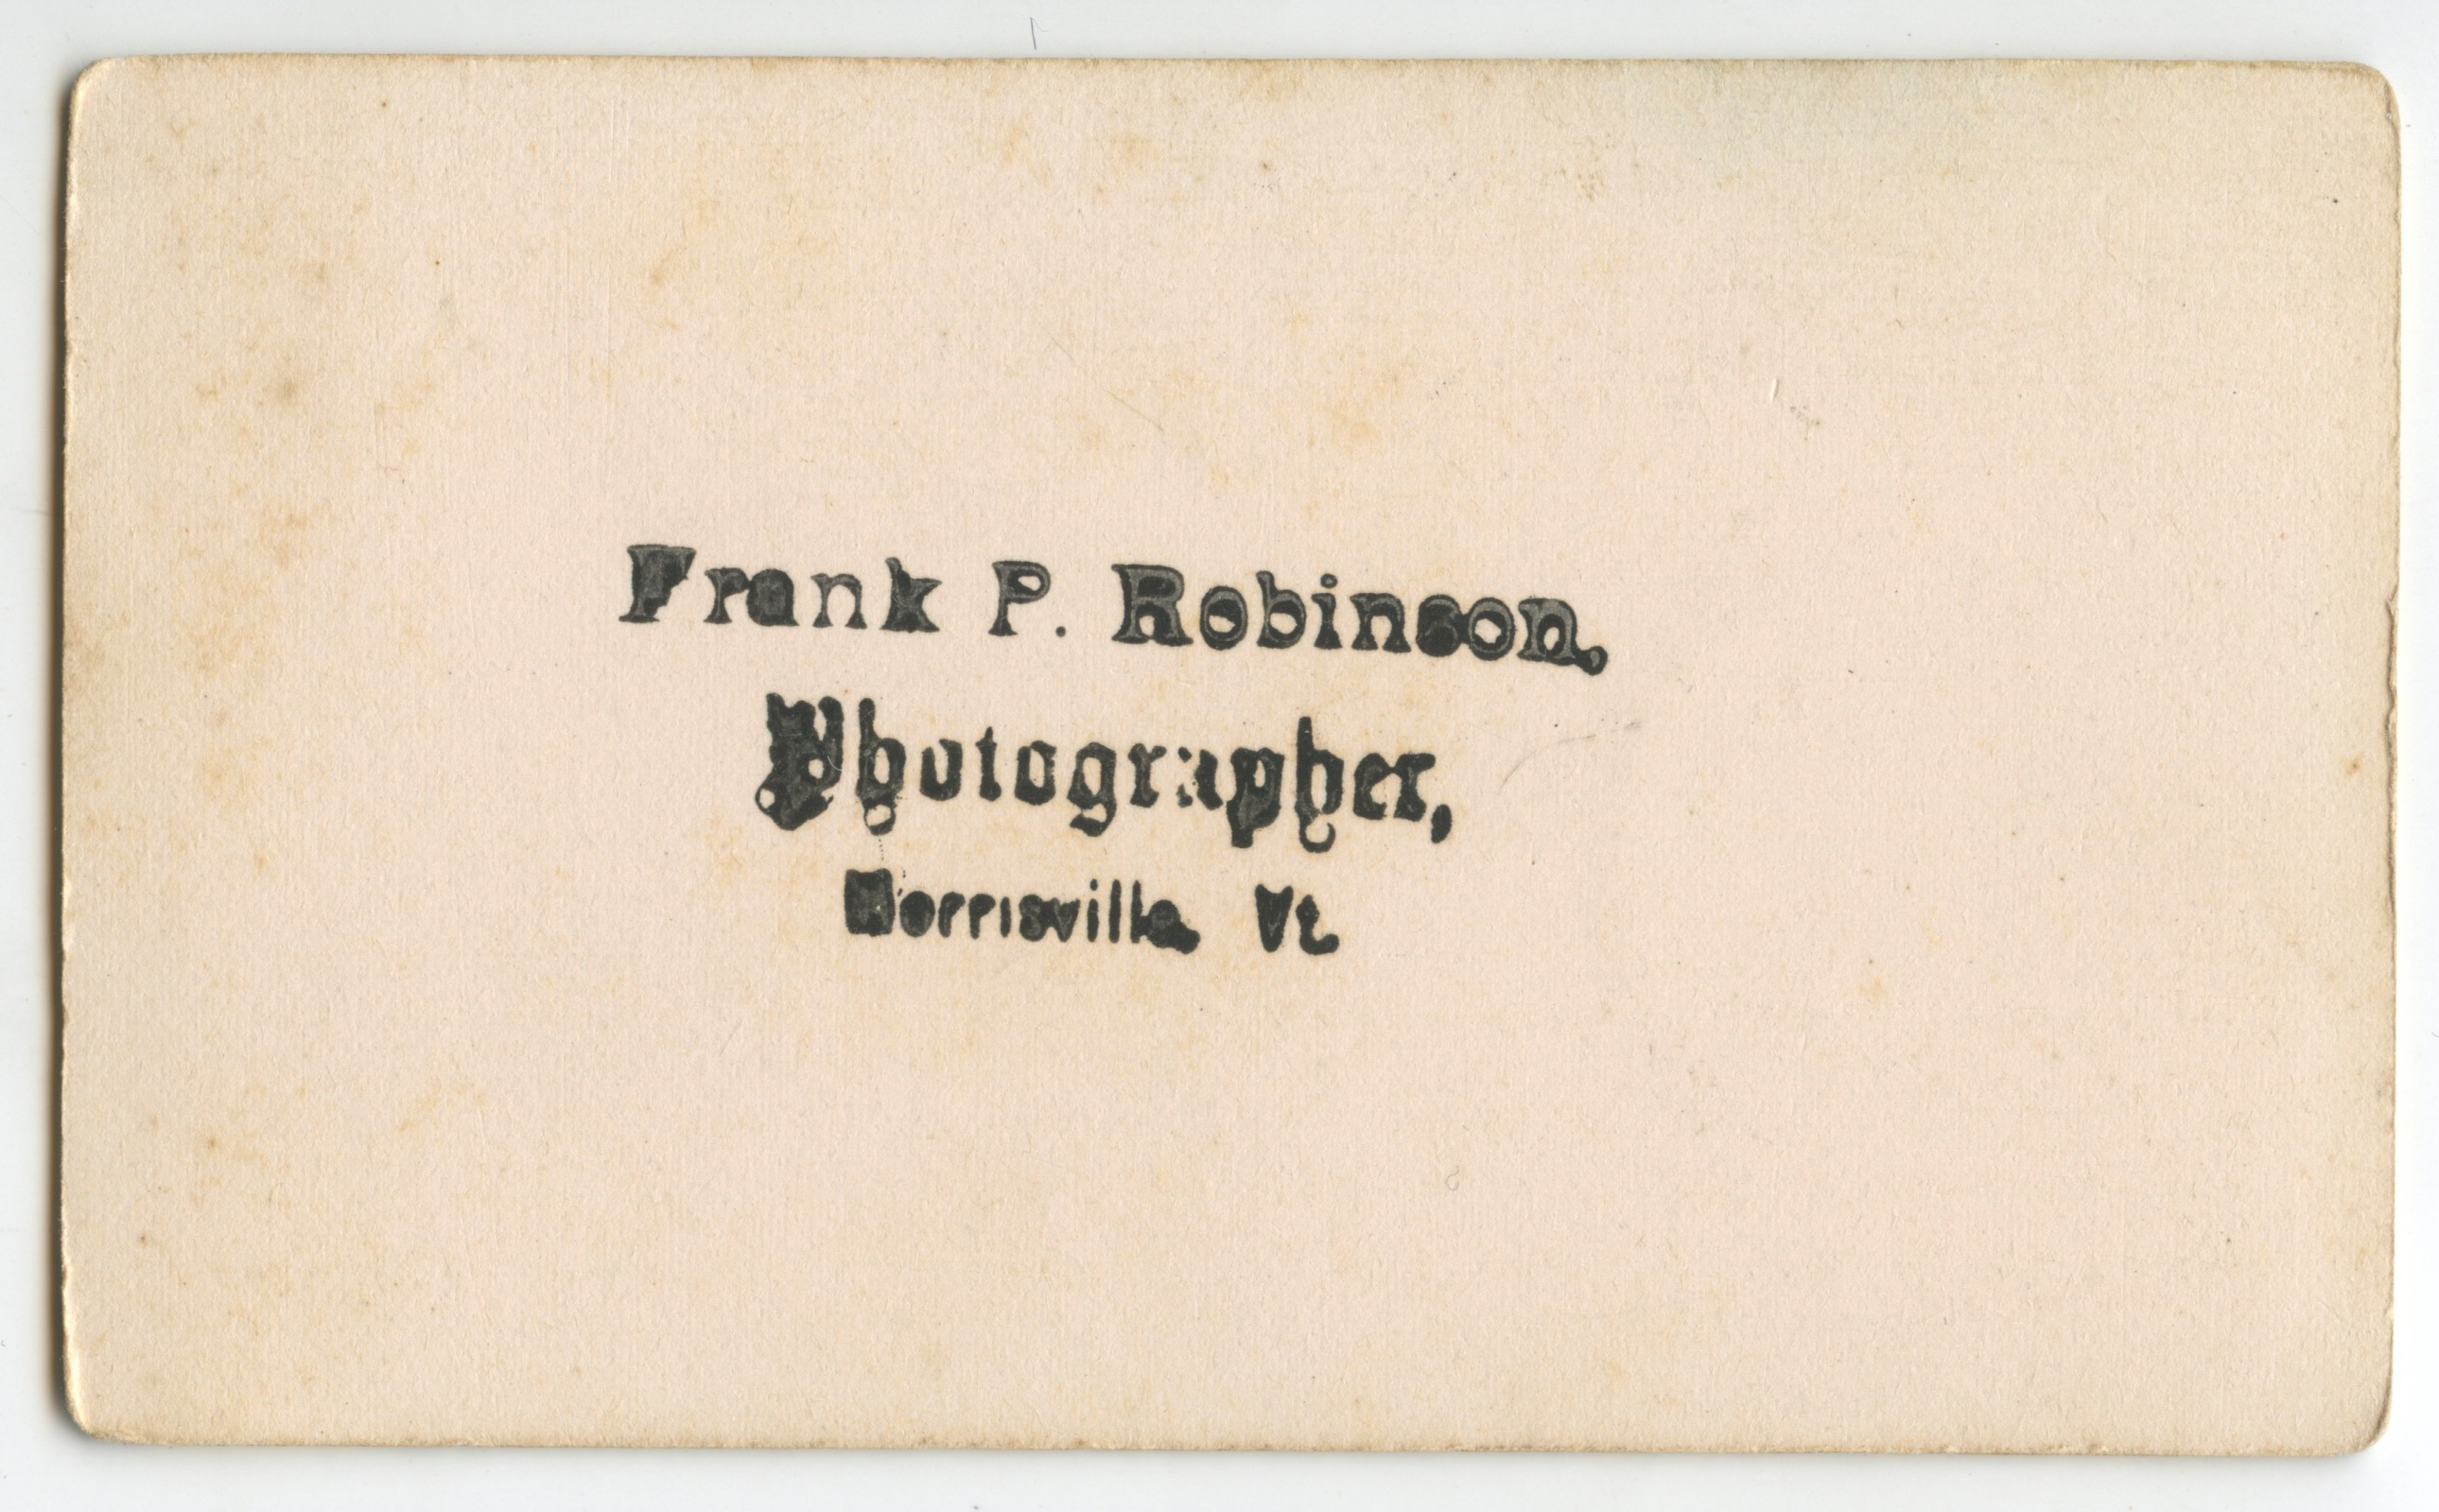 Frank P. Robinson,
Photographer,
Morrisville, Vt.